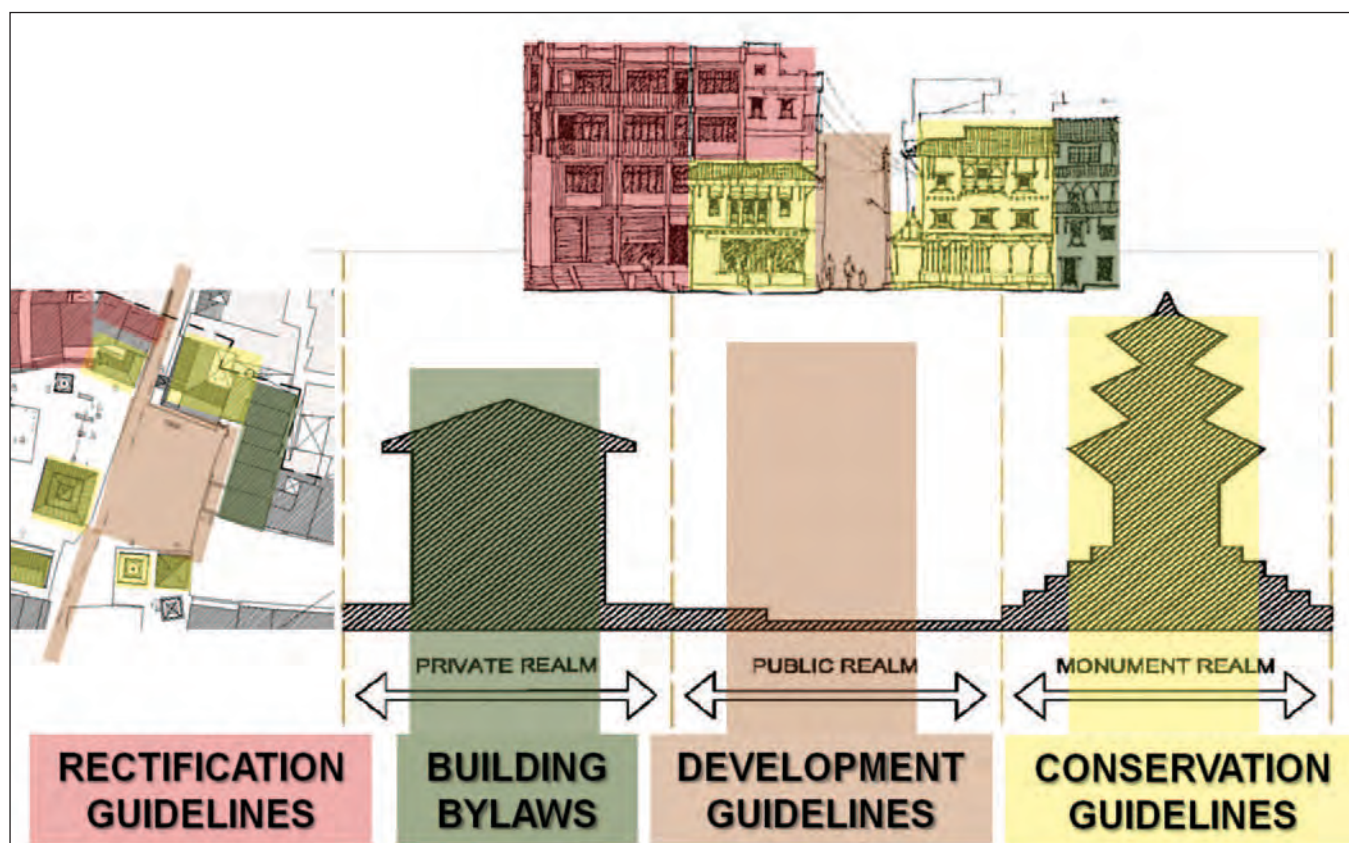 PRIVATE REALM
PUBLIC REALM
MONUMENT REALM
RECTIFICATION
GUIDELINES
BUILDING
BYLAWS
DEVELOPMENT
GUIDELINES
CONSERVATION
GUIDELINES